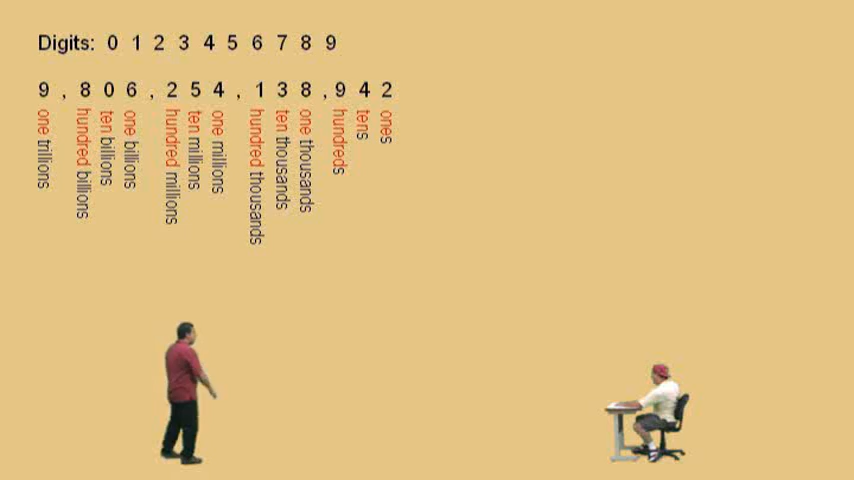 Digits: 0 1 2 3 4 5 6 7 8 9
9 , 8 0 6 , 2 5 4 , 1 3 8 , 9 4 2
one trillions
hundred billions
ten billions
one billions
hundred millions
ten millions
one millions
hundred thousands
ten thousands
one thousands
hundreds
tens
ones